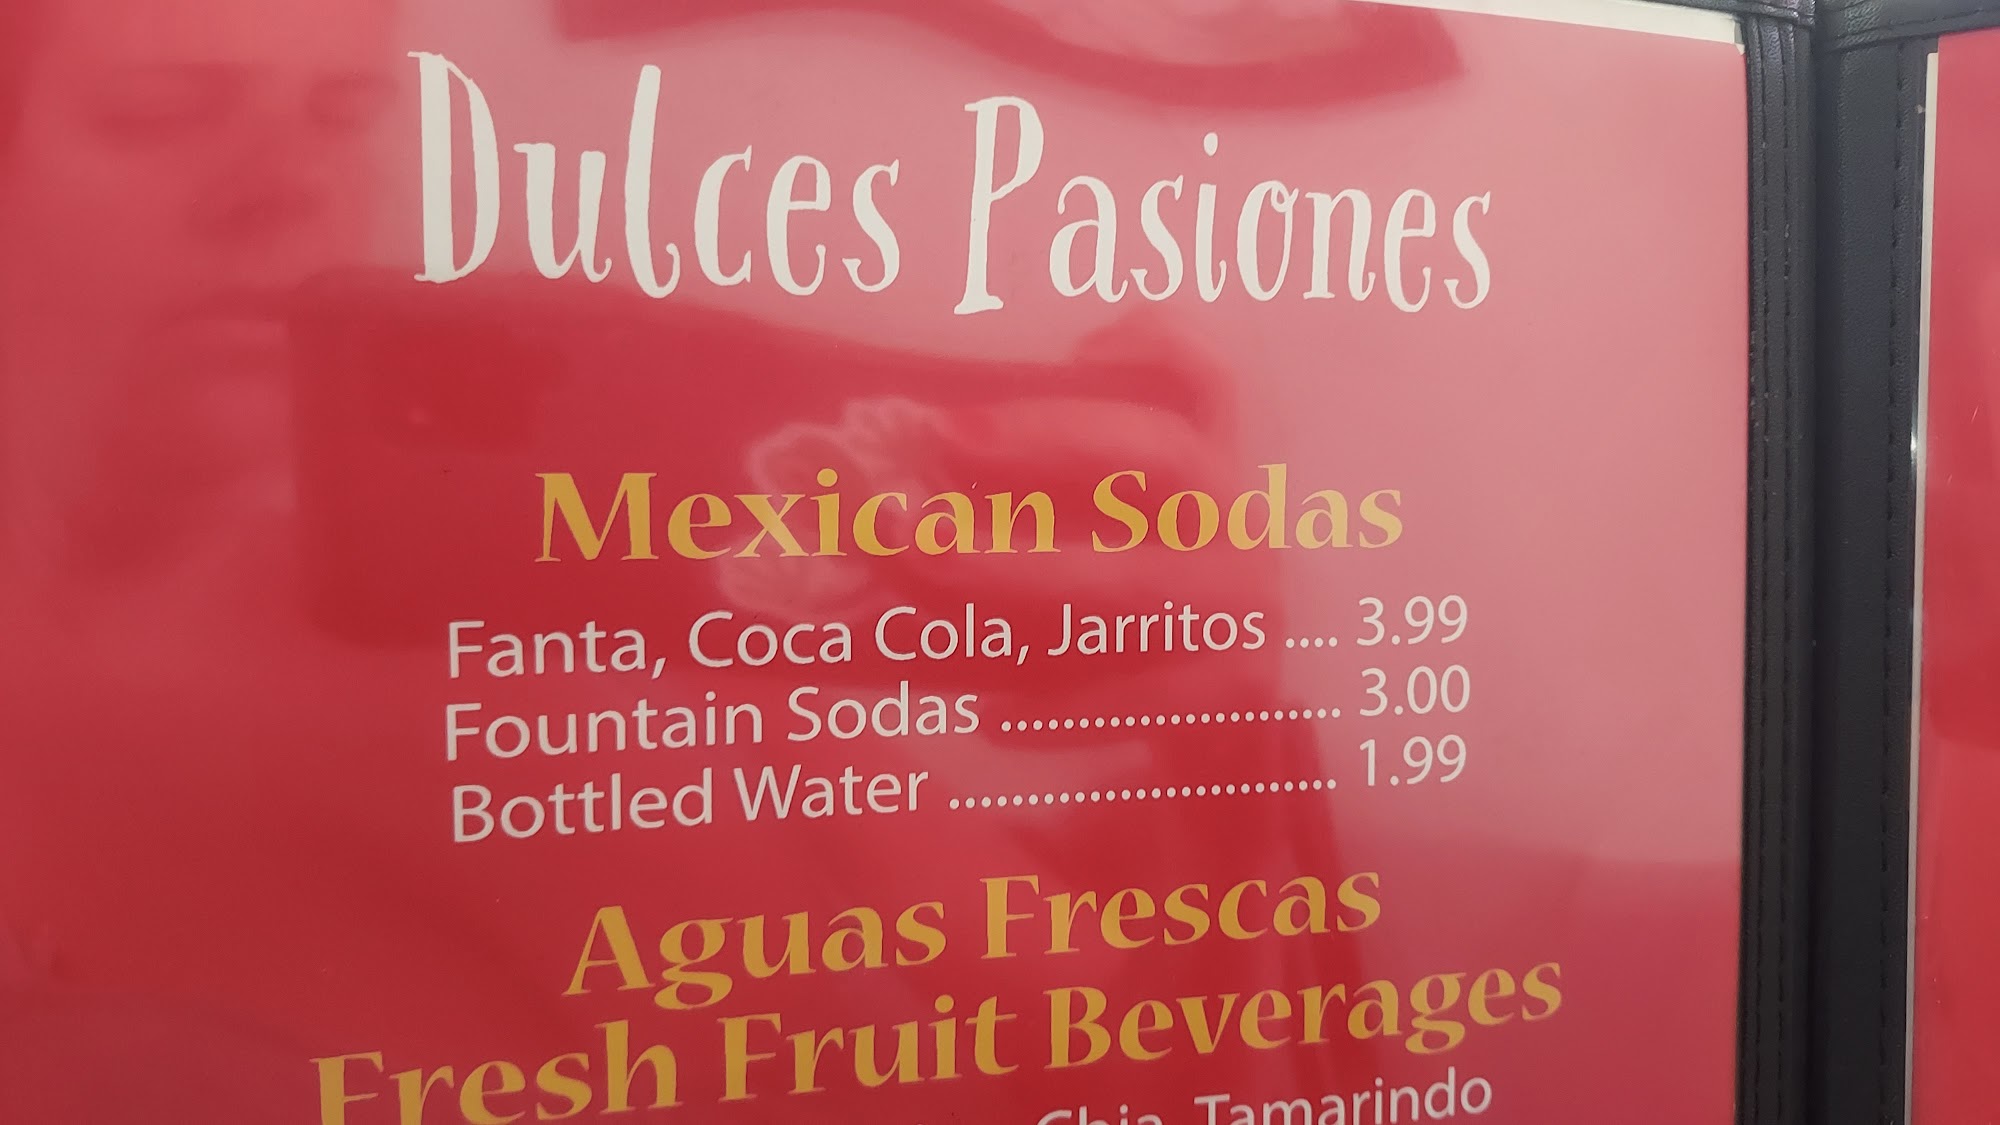 Dulces Pasiones
Mexican Sodas
Fanta, Coca Cola, Jarritos .... 3.99
Fountain Sodas ...................... 3.00
Bottled Water ......................... 1.99
Aguas Frescas
Fresh Fruit Beverages
Chia, Tamarindo